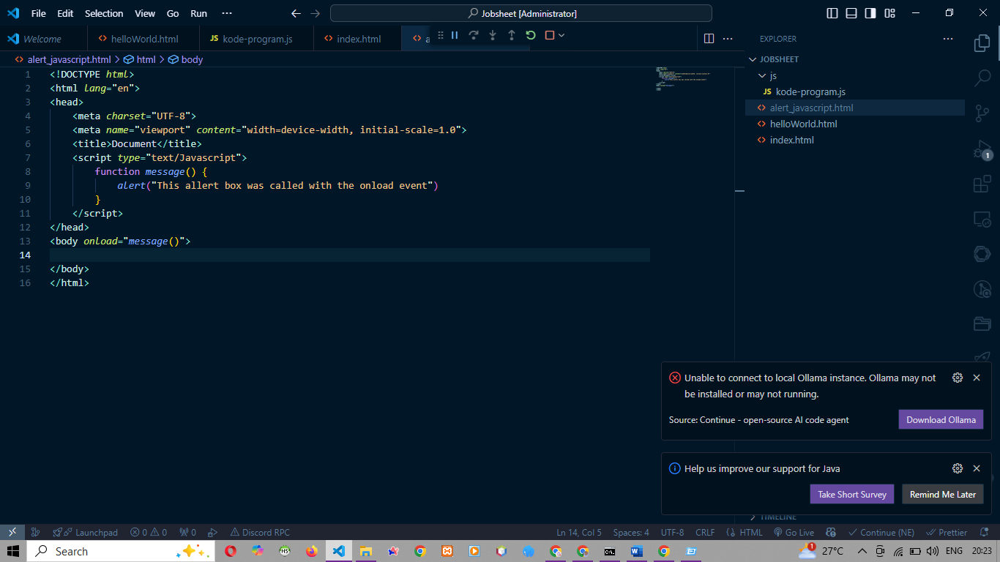 File Edit Selection View Go Run ··· Jobsheet [Administrator]
Welcome helloWorld.html JS kode-program.js index.html
alert_javascript.html > html > body
1 <!DOCTYPE html>
2 <html lang="en">
3 <head>
4 <meta charset="UTF-8">
5 <meta name="viewport" content="width=device-width, initial-scale=1.0">
6 <title>Document</title>
7 <script type="text/Javascript">
8 function message() {
9 alert("This allert box was called with the onload event")
10 }
11 </script>
12 </head>
13 <body onload="message()">
14
15 </body>
16 </html>
EXPLORER
JOBSHEET
js
JS kode-program.js
alert_javascript.html
helloWorld.html
index.html
1
Unable to connect to local Ollama instance. Ollama may not
be installed or may not running.
Source: Continue - open-source AI code agent Download Ollama
Help us improve our support for Java
Take Short Survey Remind Me Later
TIMELINE
Launchpad 0 0 0 Discord RPC Ln 14, Col 5 Spaces: 4 UTF-8 CRLF {} HTML Go Live Continue (NE) Prettier
Search HS 1 27°C ENG 20:23